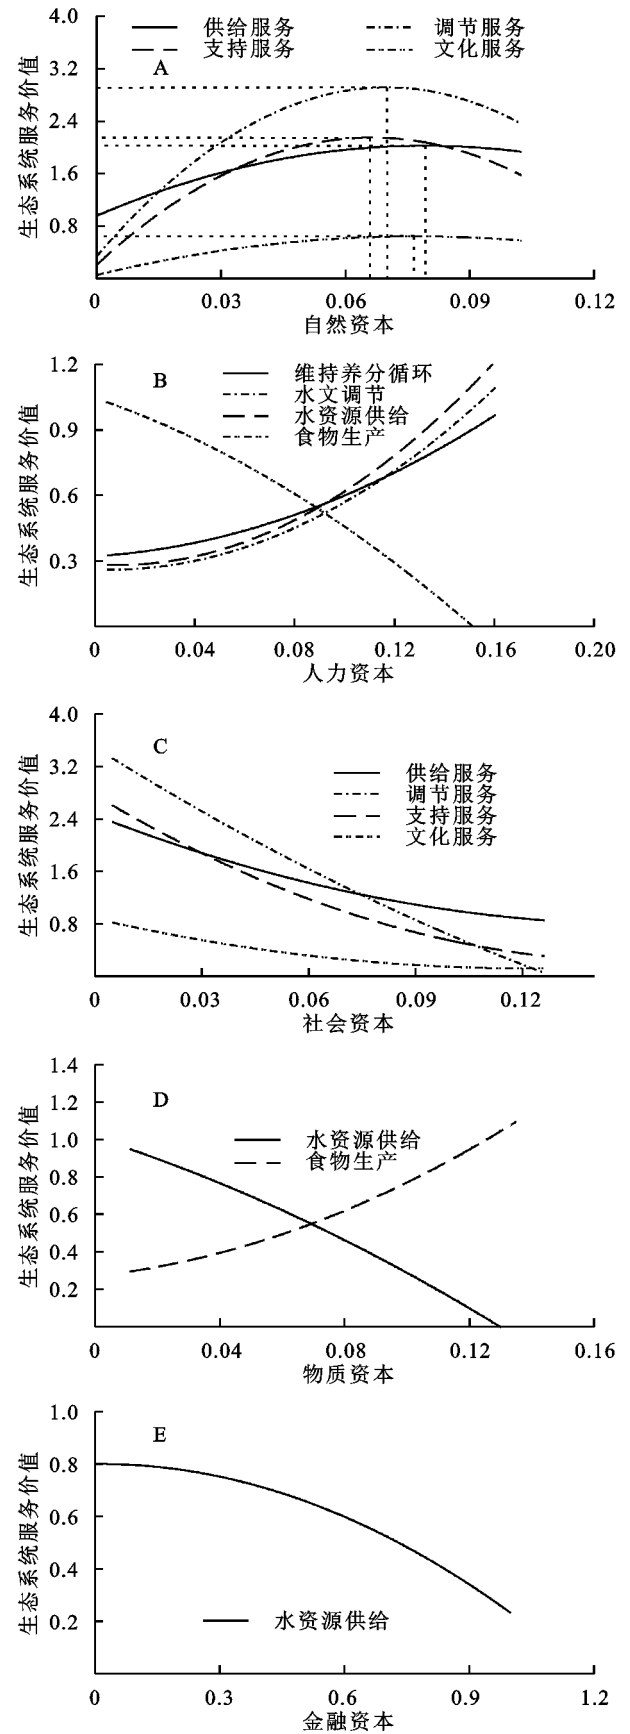 4.0
供给服务 调节服务
支持服务 文化服务
3.2
A
2.4
1.6
0.8
生态系统服务价值
0 0.03 0.06 0.09 0.12
自然资本
1.2
B
维持养分循环
水文调节
水资源供给
食物生产
0.9
0.6
0.3
生态系统服务价值
0 0.04 0.08 0.12 0.16 0.20
人力资本
4.0
C
3.2
供给服务
调节服务
支持服务
文化服务
2.4
1.6
0.8
生态系统服务价值
0 0.03 0.06 0.09 0.12
社会资本
1.4
1.2
D
1.0
水资源供给
食物生产
0.8
0.6
0.4
0.2
生态系统服务价值
0 0.04 0.08 0.12 0.16
物质资本
1.0
E
0.8
0.6
0.4
0.2
水资源供给
生态系统服务价值
0 0.3 0.6 0.9 1.2
金融资本